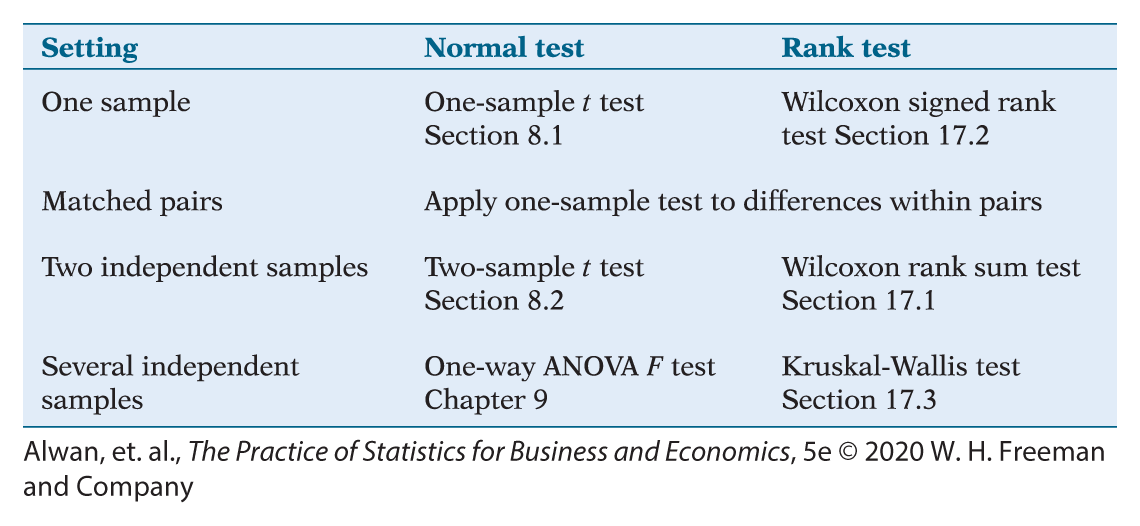 Setting Normal test Rank test
One sample One-sample t test Wilcoxon signed rank
Section 8.1 test Section 17.2
Matched pairs Apply one-sample test to differences within pairs
Two independent samples Two-sample t test Wilcoxon rank sum test
Section 8.2 Section 17.1
Several independent One-way ANOVA F test Kruskal-Wallis test
samples Chapter 9 Section 17.3
Alwan, et. al., The Practice of Statistics for Business and Economics, 5e © 2020 W. H. Freeman
and Company